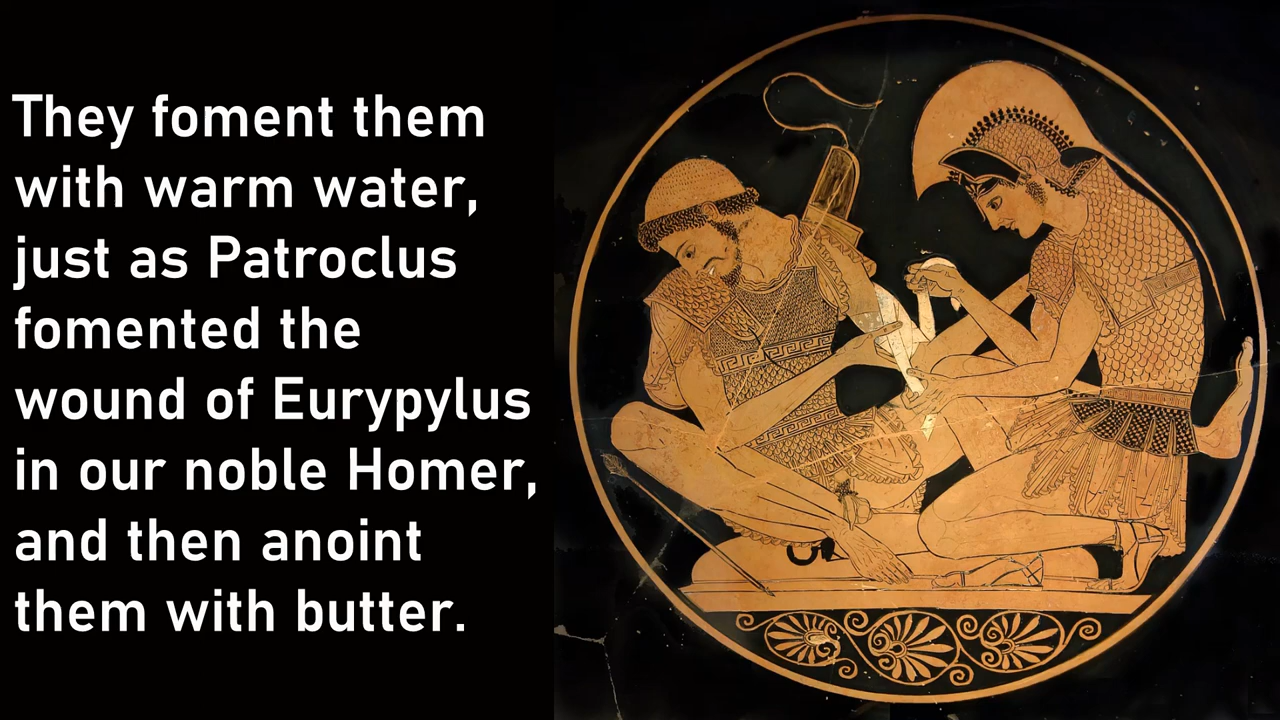 They foment them
with warm water,
just as Patroclus
fomented the
wound of Eurypylus
in our noble Homer,
and then anoint
them with butter.